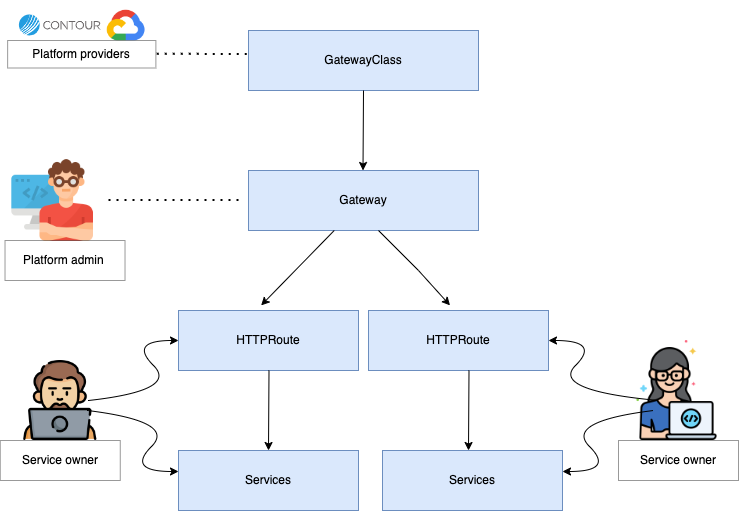 CONTOUR
Platform providers
GatewayClass
Gateway
Platform admin
HTTPRoute
HTTPRoute
Service owner
Service owner
Services
Services